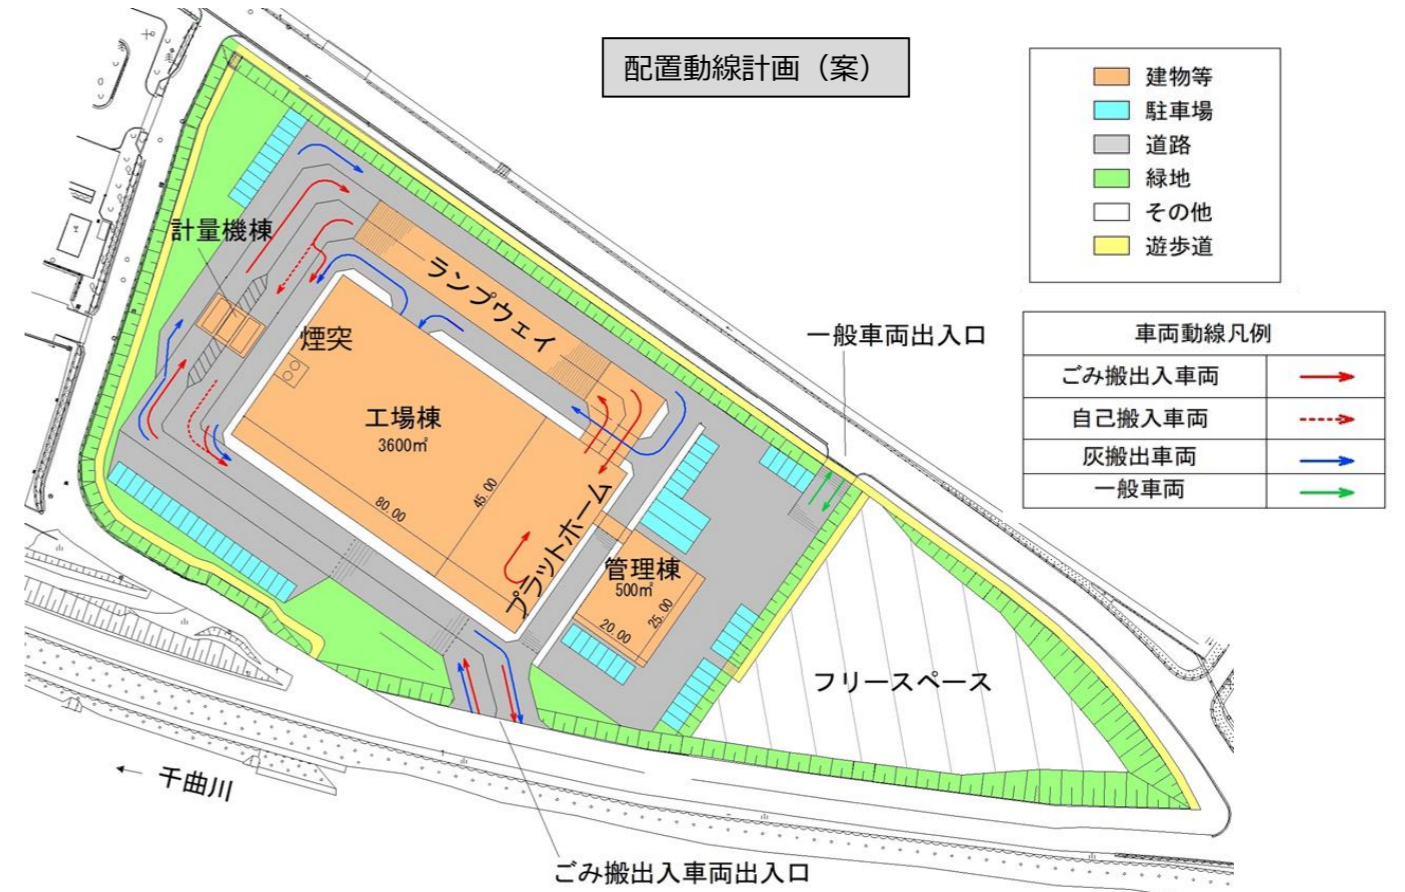 配置動線計画（案）
建物等
駐車場
道路
緑地
その他
遊歩道
車両動線凡例
ごみ搬出入車両
自己搬入車両
灰搬出車両
一般車両
計量機棟
煙突
ランプウェイ
一般車両出入口
工場棟
3600㎡
80.00
45.00
プラットホーム
管理棟
500㎡
20.00
25.00
フリースペース
千曲川
ごみ搬出入車両出入口